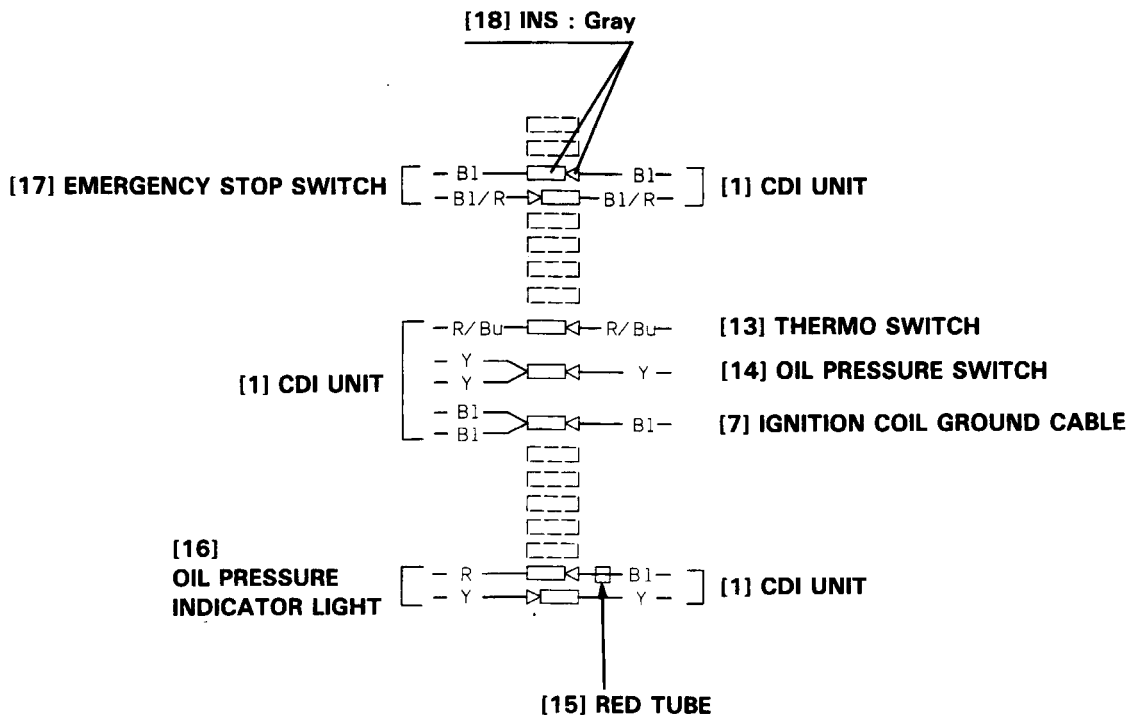 [18] INS : Gray
[17] EMERGENCY STOP SWITCH
Bl
Bl/R
Bl
Bl/R
[1] CDI UNIT
[1] CDI UNIT
R/Bu
Y
Y
Bl
Bl
R/Bu
Y
Bl
[13] THERMO SWITCH
[14] OIL PRESSURE SWITCH
[7] IGNITION COIL GROUND CABLE
[16]
OIL PRESSURE
INDICATOR LIGHT
R
Y
Bl
Y
[1] CDI UNIT
[15] RED TUBE